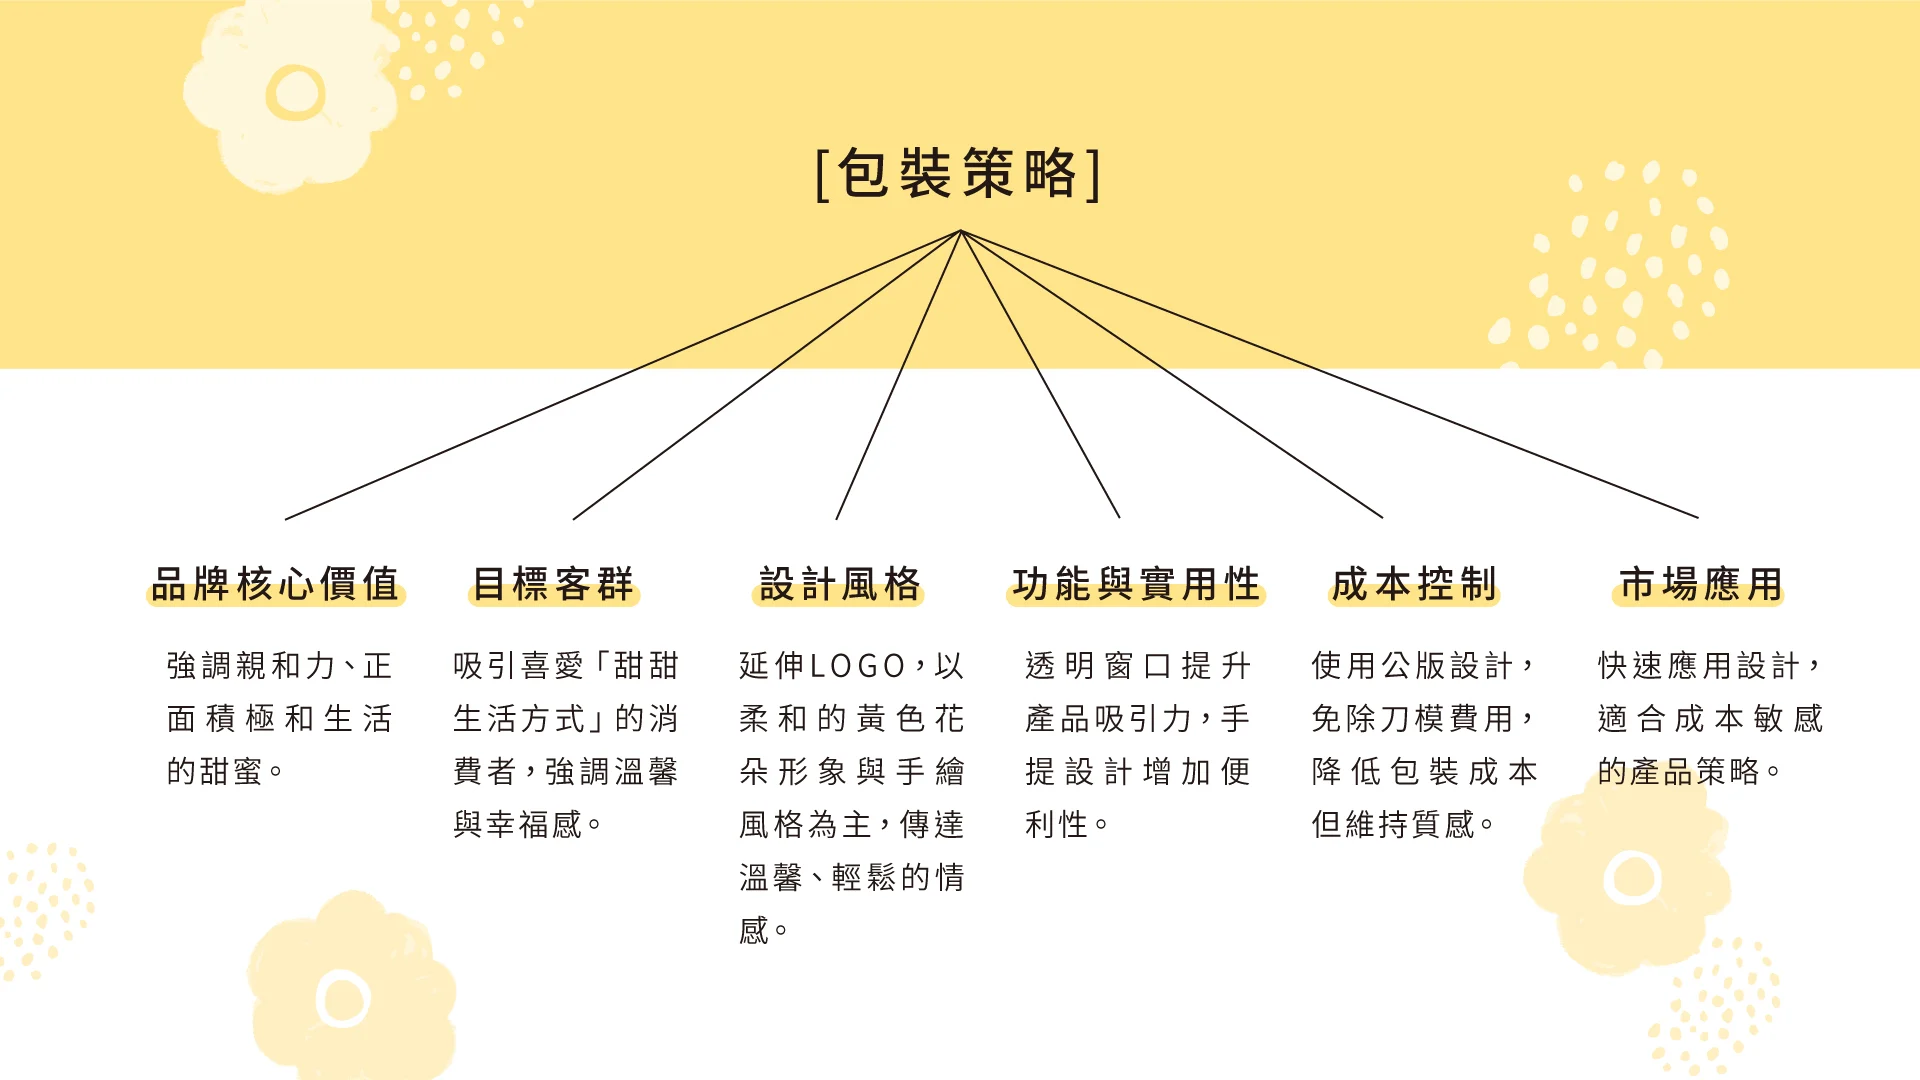 [包裝策略]
品牌核心價值
強調親和力、正
面積極和生活
的甜蜜。
目標客群
吸引喜愛「甜甜
生活方式」的消
費者，強調溫馨
與幸福感。
設計風格
延伸LOGO，以
柔和的黃色花
朵形象與手繪
風格為主，傳達
溫馨、輕鬆的情
感。
功能與實用性
透明窗口提升
產品吸引力，手
提設計增加便
利性。
成本控制
使用公版設計，
免除刀模費用，
降低包裝成本
但維持質感。
市場應用
快速應用設計，
適合成本敏感
的產品策略。